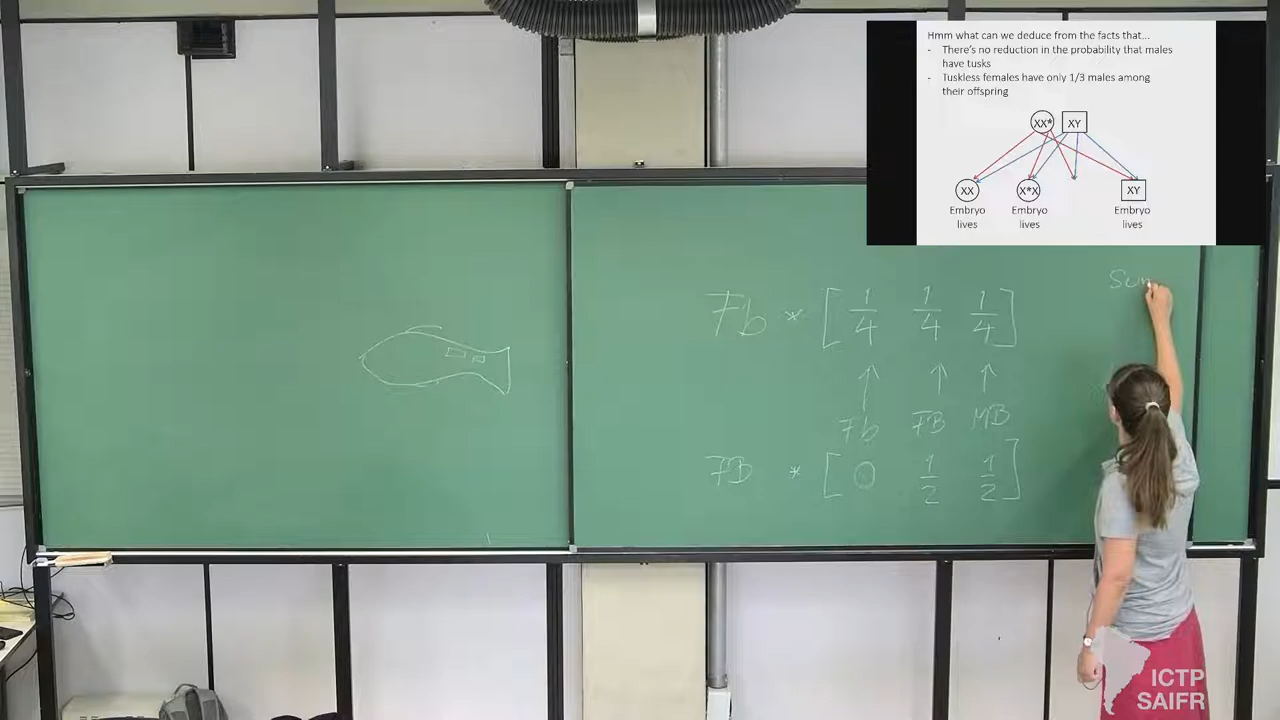 Hmm what can we deduce from the facts that...
- There's no reduction in the probability that males
have tusks
- Tuskless females have only 1/3 males among
their offspring
XX* XY
XX X*X XY
Embryo Embryo Embryo
lives lives lives
Sum
Fb * [ 1/4 1/4 1/4 ]
↑ ↑ ↑
Fb FB MB
FB * [ 0 1/2 1/2 ]
ICTP
SAIFR